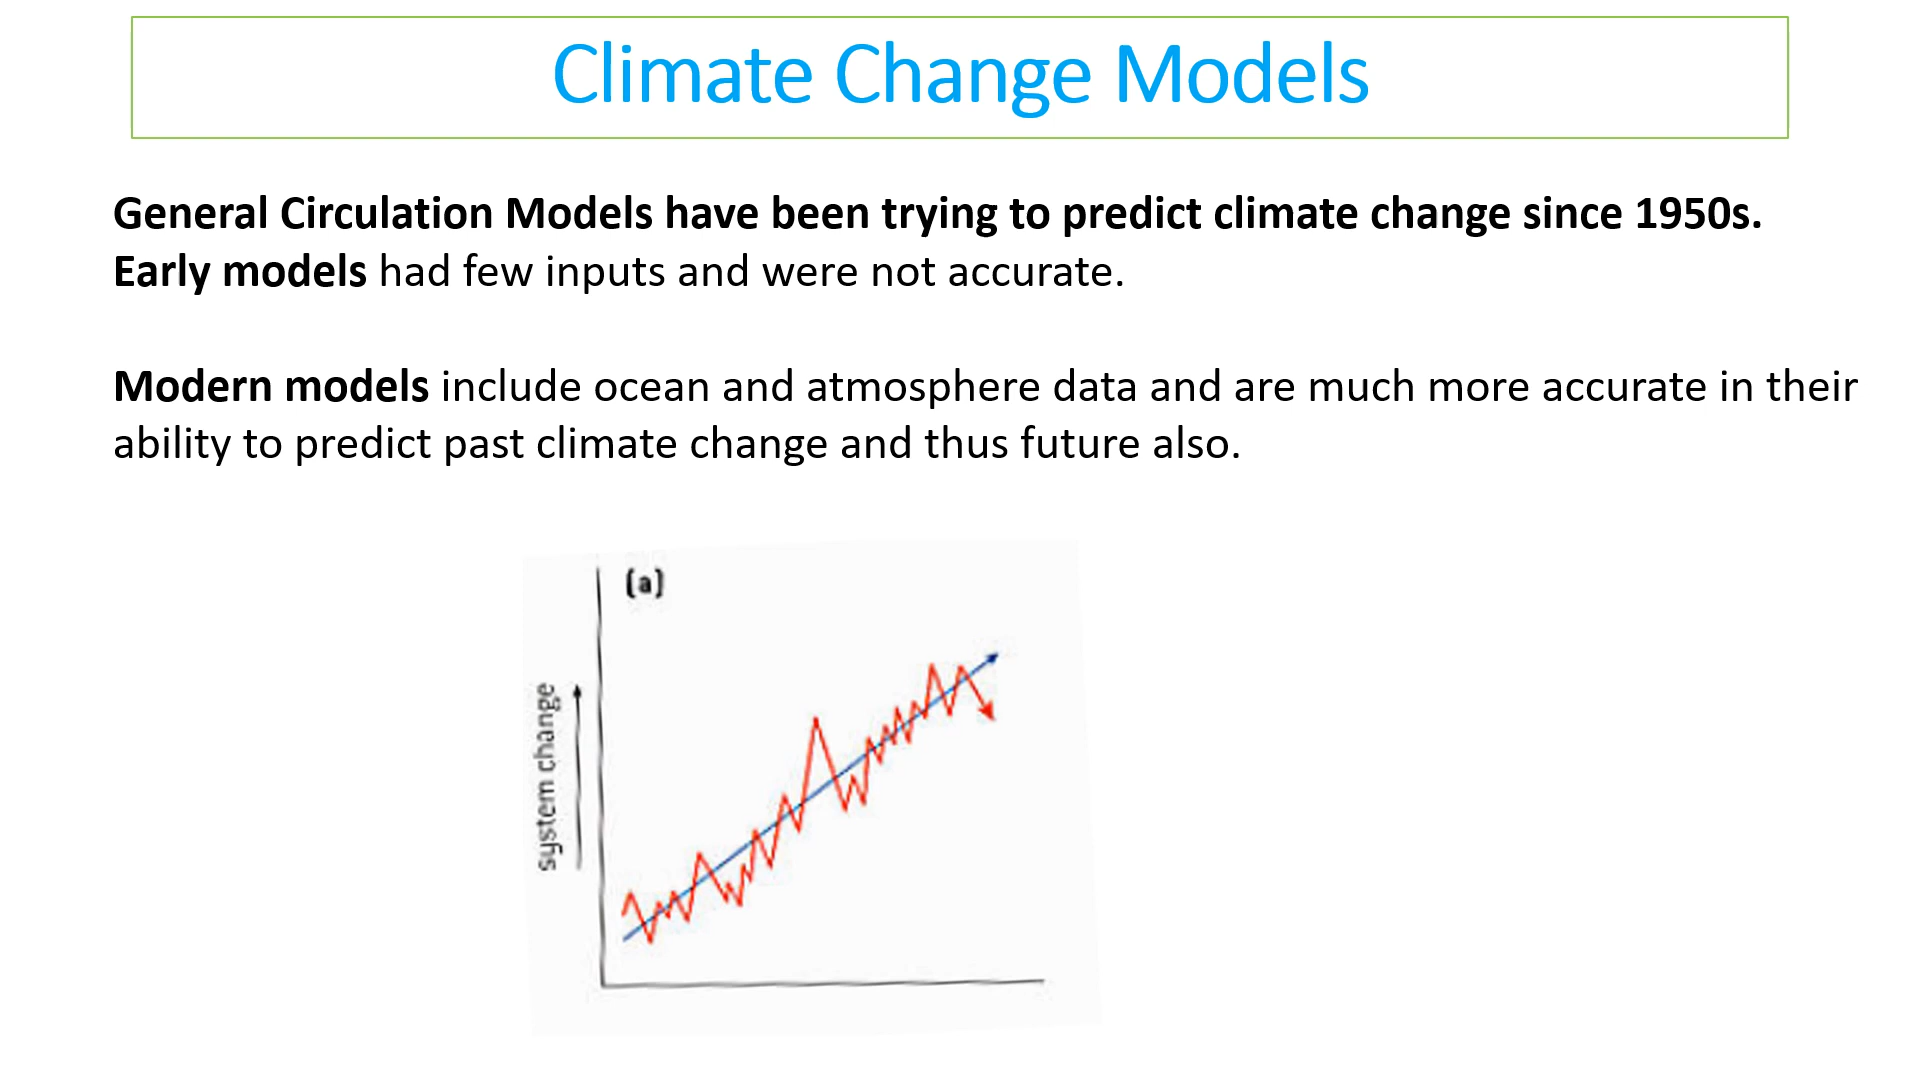 Climate Change Models
General Circulation Models have been trying to predict climate change since 1950s.
Early models had few inputs and were not accurate.
Modern models include ocean and atmosphere data and are much more accurate in their
ability to predict past climate change and thus future also.
(a)
system change